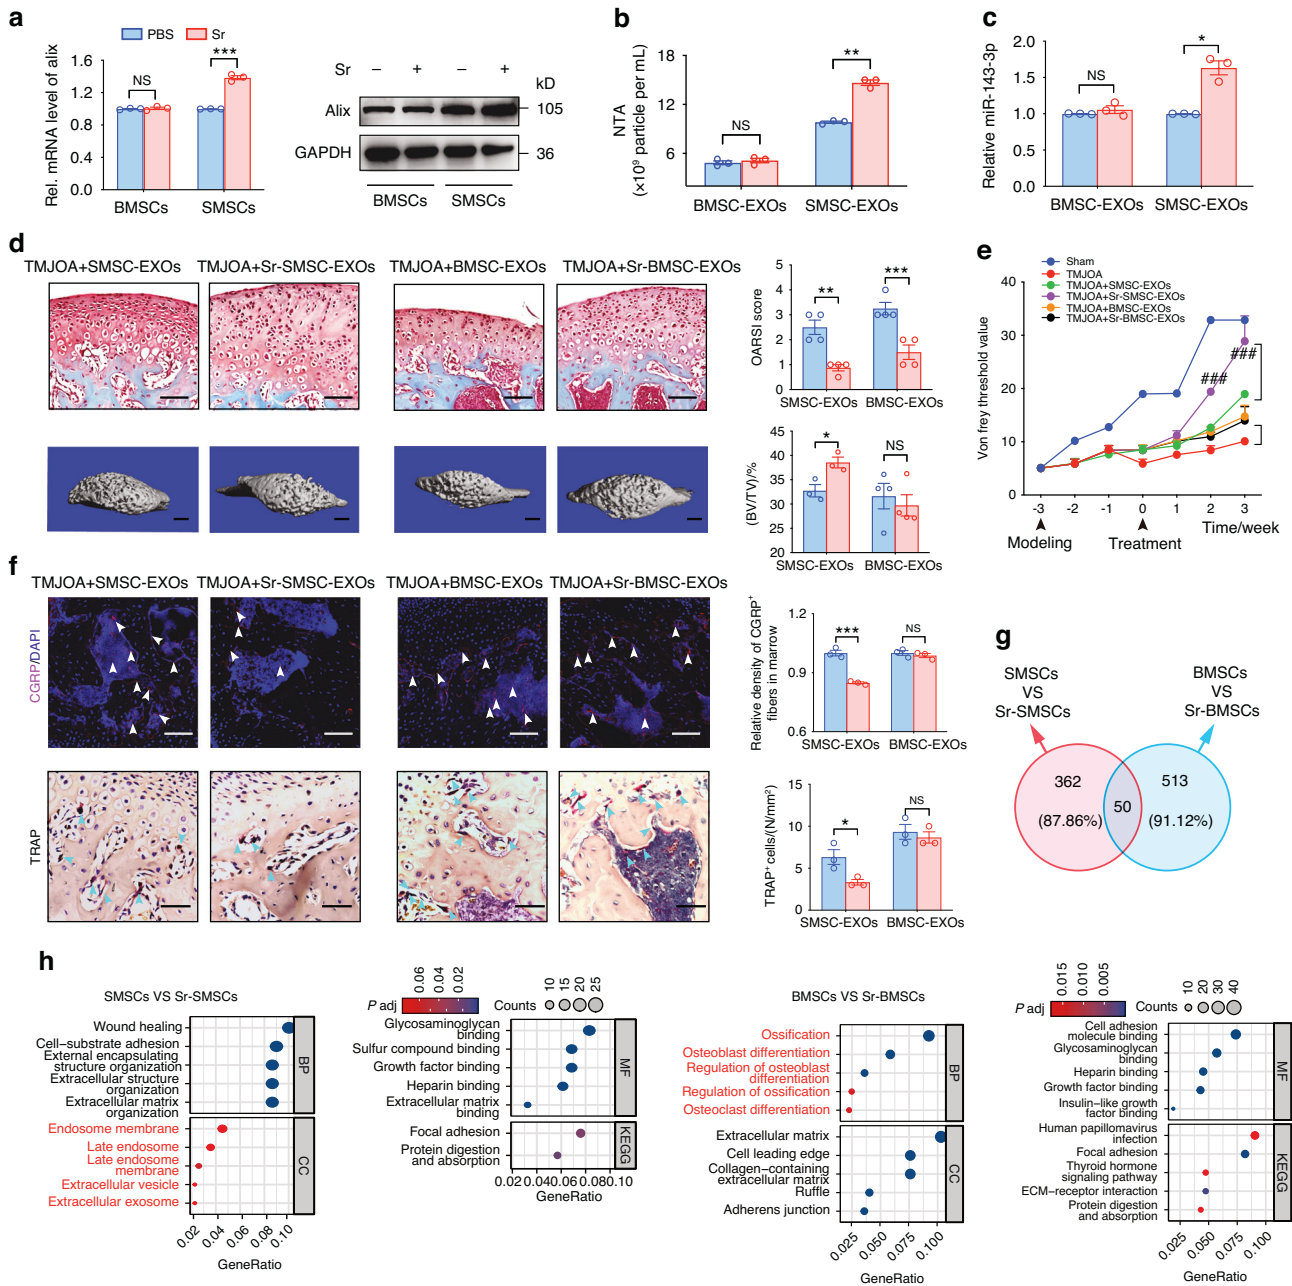 a
PBS
Sr
Rel. mRNA level of alix
1.6
1.2
0.8
0.4
0.0
NS
***
BMSCs
SMSCs
Sr
–
+
–
+
kD
Alix
105
GAPDH
36
BMSCs
SMSCs
b
NTA
(×10⁹ particle per mL)
18
12
6
NS
**
BMSC-EXOs
SMSC-EXOs
c
Relative miR-143-3p
2.0
1.5
1.0
0.5
0.0
NS
*
BMSC-EXOs
SMSC-EXOs
d
TMJOA+SMSC-EXOs
TMJOA+Sr-SMSC-EXOs
TMJOA+BMSC-EXOs
TMJOA+Sr-BMSC-EXOs
OARSI score
5
4
3
2
1
0
**
***
SMSC-EXOs
BMSC-EXOs
(BV/TV)/%
45
40
35
30
25
20
*
NS
SMSC-EXOs
BMSC-EXOs
e
Sham
TMJOA
TMJOA+SMSC-EXOs
TMJOA+Sr-SMSC-EXOs
TMJOA+BMSC-EXOs
TMJOA+Sr-BMSC-EXOs
Von frey threshold value
40
30
20
10
0
###
###
-3
-2
-1
0
1
2
3
Time/week
Modeling
Treatment
f
TMJOA+SMSC-EXOs
TMJOA+Sr-SMSC-EXOs
TMJOA+BMSC-EXOs
TMJOA+Sr-BMSC-EXOs
CGRP/DAPI
TRAP
Relative density of CGRP⁺
fibers in marrow
1.2
0.9
0.6
***
NS
SMSC-EXOs
BMSC-EXOs
TRAP⁺ cells/(N/mm²)
15
10
5
0
*
NS
SMSC-EXOs
BMSC-EXOs
g
SMSCs
VS
Sr-SMSCs
BMSCs
VS
Sr-BMSCs
362
(87.86%)
50
513
(91.12%)
h
SMSCs VS Sr-SMSCs
Wound healing
Cell–substrate adhesion
External encapsulating
structure organization
Extracellular structure
organization
Extracellular matrix
organization
BP
Endosome membrane
Late endosome
Late endosome
membrane
Extracellular vesicle
Extracellular exosome
CC
0.02
0.04
0.06
0.08
0.10
GeneRatio
P adj
0.06
0.04
0.02
Counts
10
15
20
25
Glycosaminoglycan
binding
Sulfur compound binding
Growth factor binding
Heparin binding
Extracellular matrix
binding
MF
Focal adhesion
Protein digestion
and absorption
KEGG
0.02
0.04
0.06
0.08
0.10
GeneRatio
BMSCs VS Sr-BMSCs
Ossification
Osteoblast differentiation
Regulation of osteoblast
differentiation
Regulation of ossification
Osteoclast differentiation
BP
Extracellular matrix
Cell leading edge
Collagen–containing
extracellular matrix
Ruffle
Adherens junction
CC
0.025
0.050
0.075
0.100
GeneRatio
P adj
0.015
0.010
0.005
Counts
10
20
30
40
Cell adhesion
molecule binding
Glycosaminoglycan
binding
Heparin binding
Growth factor binding
Insulin–like growth
factor binding
MF
Human papillomavirus
infection
Focal adhesion
Thyroid hormone
signaling pathway
ECM–receptor interaction
Protein digestion
and absorption
KEGG
0.025
0.050
0.075
0.100
GeneRatio